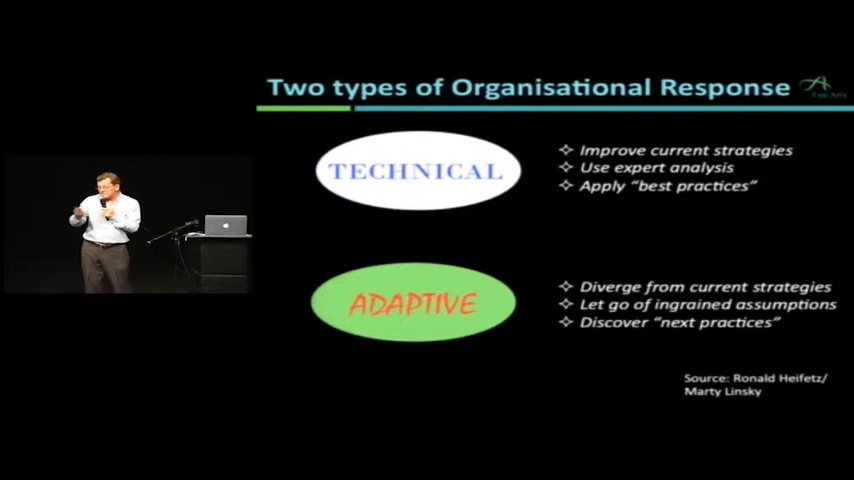 Two types of Organisational Response
EmcArts
TECHNICAL
✧ Improve current strategies
✧ Use expert analysis
✧ Apply “best practices”
ADAPTIVE
✧ Diverge from current strategies
✧ Let go of ingrained assumptions
✧ Discover “next practices”
Source: Ronald Heifetz/
Marty Linsky